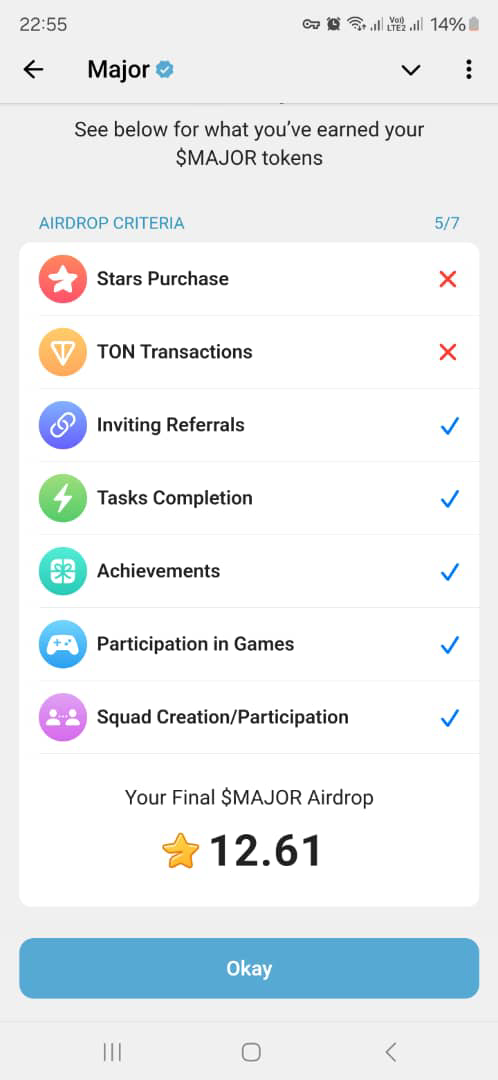 22:55
Vo) LTE2 14%
Major
See below for what you've earned your
$MAJOR tokens
AIRDROP CRITERIA 5/7
Stars Purchase
TON Transactions
Inviting Referrals
Tasks Completion
Achievements
Participation in Games
Squad Creation/Participation
Your Final $MAJOR Airdrop
12.61
Okay